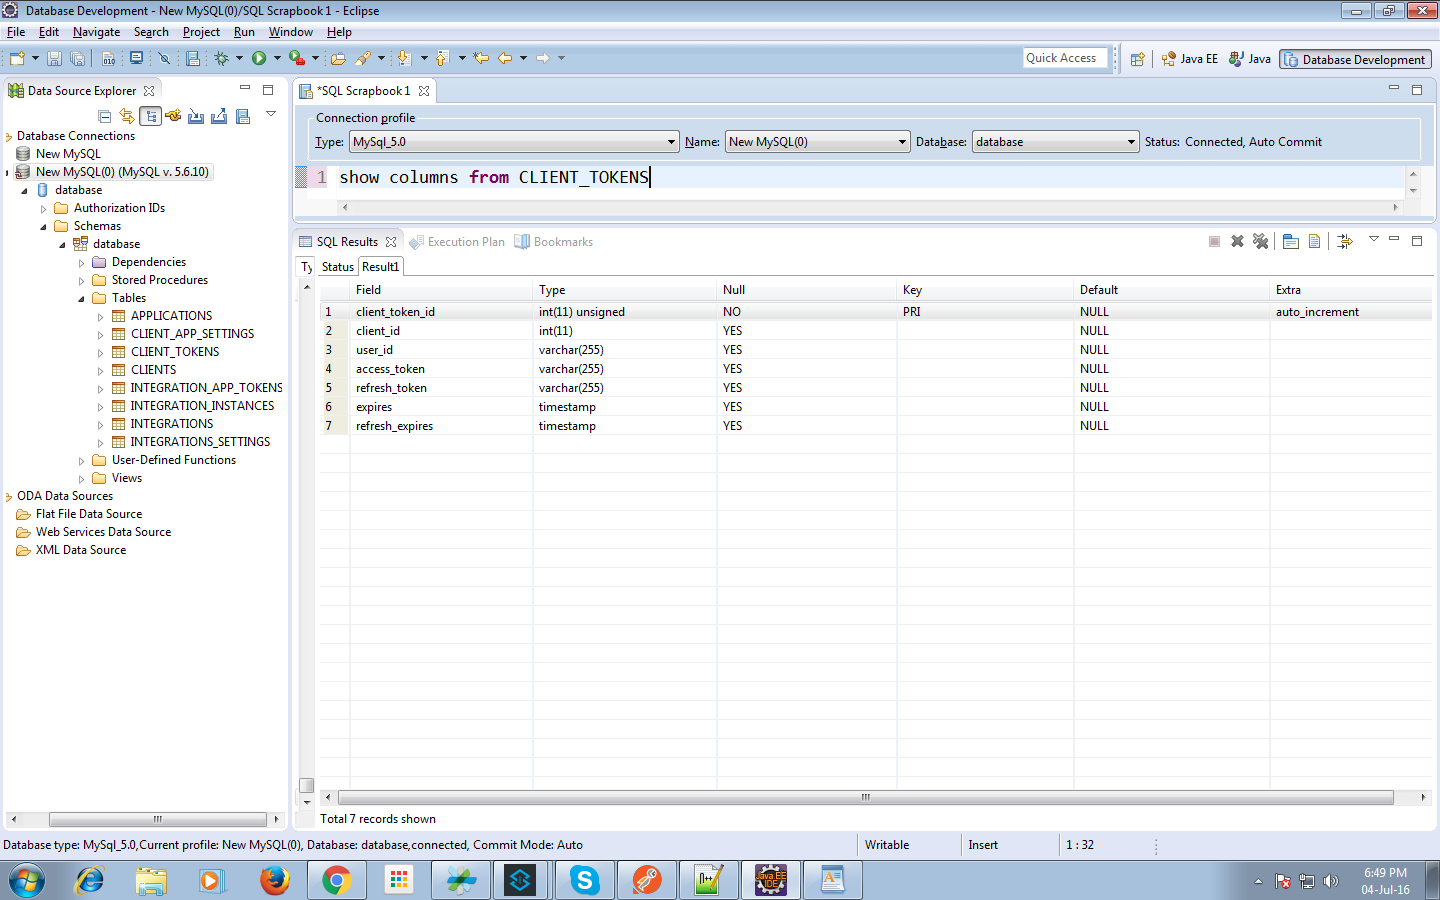 Database Development - New MySQL(0)/SQL Scrapbook 1 - Eclipse
File Edit Navigate Search Project Run Window Help
Quick Access Java EE Java Database Development
Data Source Explorer
Database Connections
New MySQL
New MySQL(0) (MySQL v. 5.6.10)
database
Authorization IDs
Schemas
database
Dependencies
Stored Procedures
Tables
APPLICATIONS
CLIENT_APP_SETTINGS
CLIENT_TOKENS
CLIENTS
INTEGRATION_APP_TOKENS
INTEGRATION_INSTANCES
INTEGRATIONS
INTEGRATIONS_SETTINGS
User-Defined Functions
Views
ODA Data Sources
Flat File Data Source
Web Services Data Source
XML Data Source
*SQL Scrapbook 1
Connection profile
Type: MySql_5.0 Name: New MySQL(0) Database: database Status: Connected, Auto Commit
1 show columns from CLIENT_TOKENS
SQL Results Execution Plan Bookmarks
Ty Status Result1
Field Type Null Key Default Extra
1 client_token_id int(11) unsigned NO PRI NULL auto_increment
2 client_id int(11) YES NULL
3 user_id varchar(255) YES NULL
4 access_token varchar(255) YES NULL
5 refresh_token varchar(255) YES NULL
6 expires timestamp YES NULL
7 refresh_expires timestamp YES NULL
Total 7 records shown
Database type: MySql_5.0,Current profile: New MySQL(0), Database: database,connected, Commit Mode: Auto Writable Insert 1 : 32
Java EE
IDE
6:49 PM
04-Jul-16